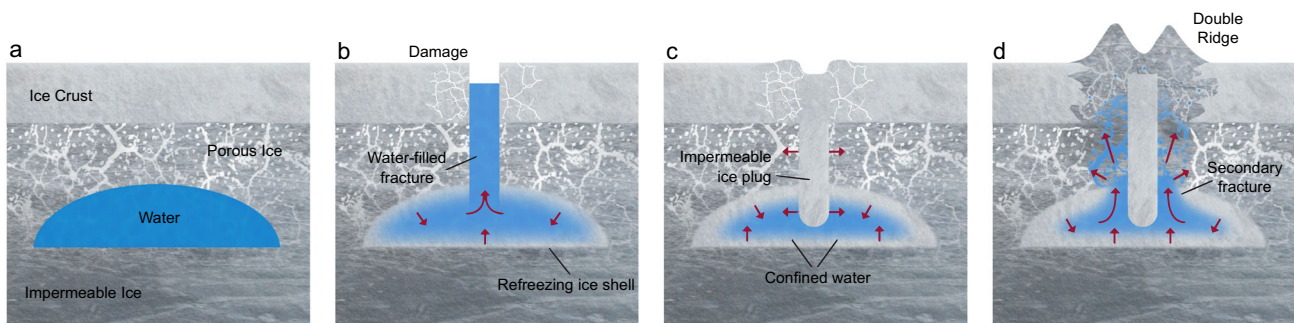 a
Ice Crust
Porous Ice
Water
Impermeable Ice
b
Damage
Water-filled
fracture
Refreezing ice shell
c
Impermeable
ice plug
Confined water
d
Double
Ridge
Secondary
fracture